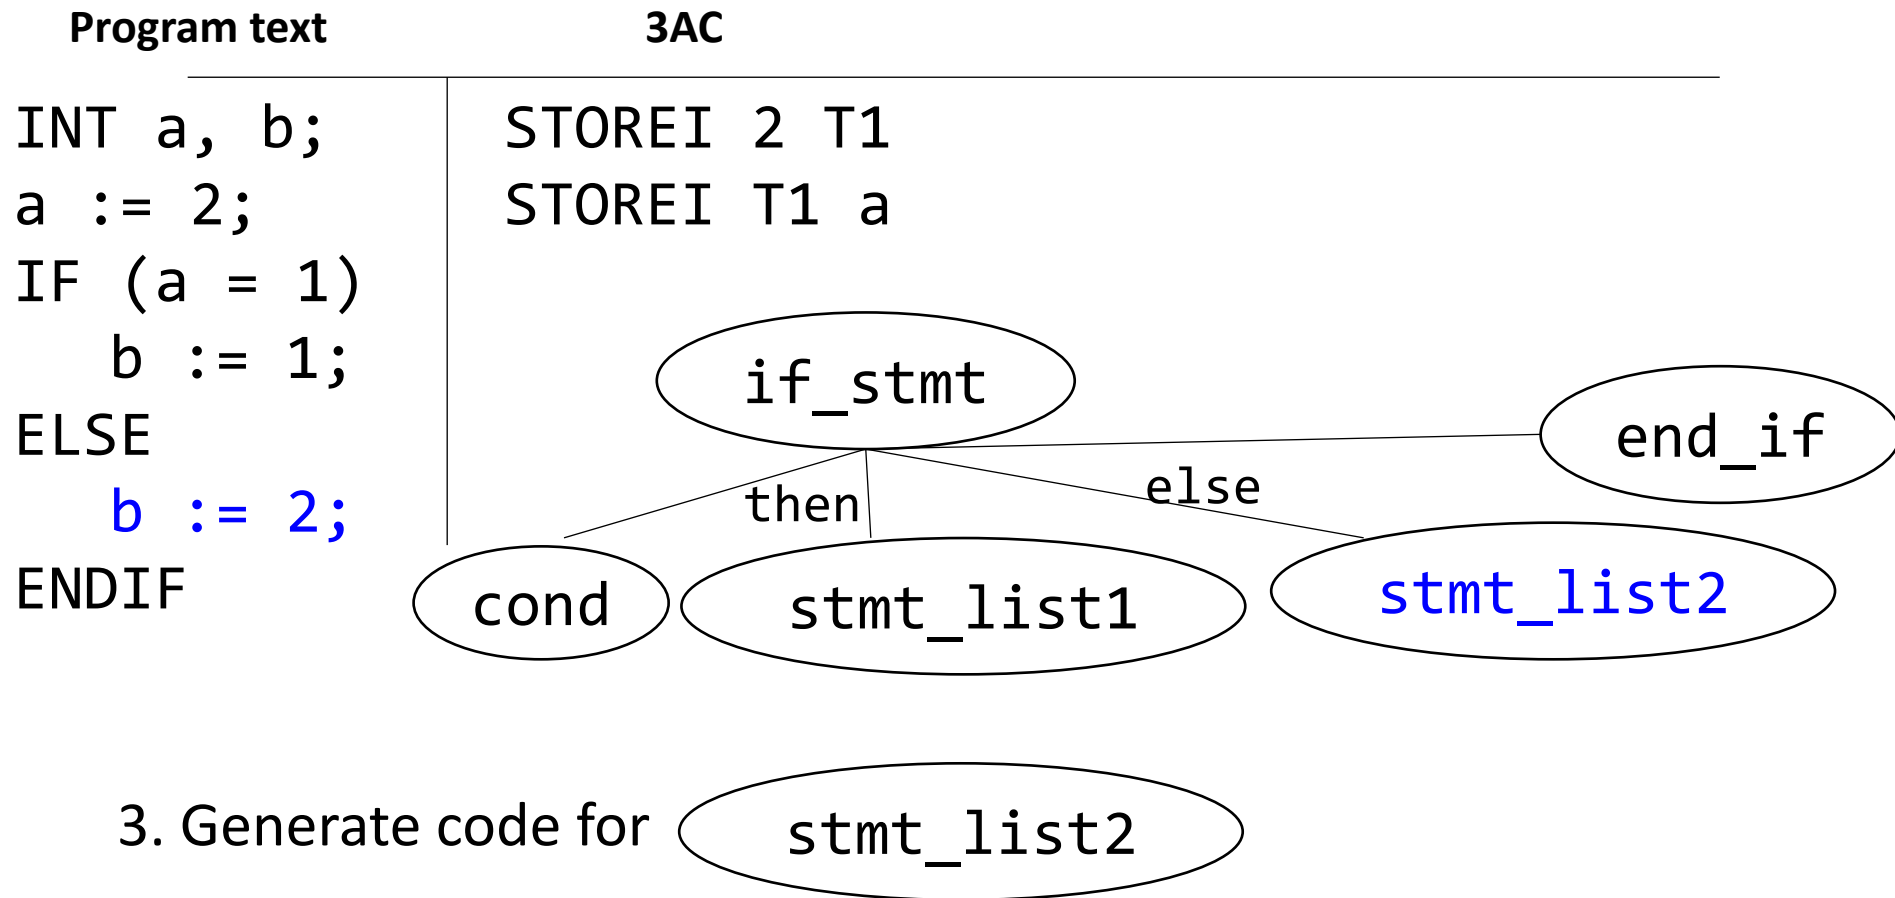 Program text 3AC
INT a, b; STOREI 2 T1
a := 2; STOREI T1 a
IF (a = 1)
b := 1;
ELSE
b := 2;
ENDIF
if_stmt
end_if
then
else
cond
stmt_list1
stmt_list2
3. Generate code for stmt_list2